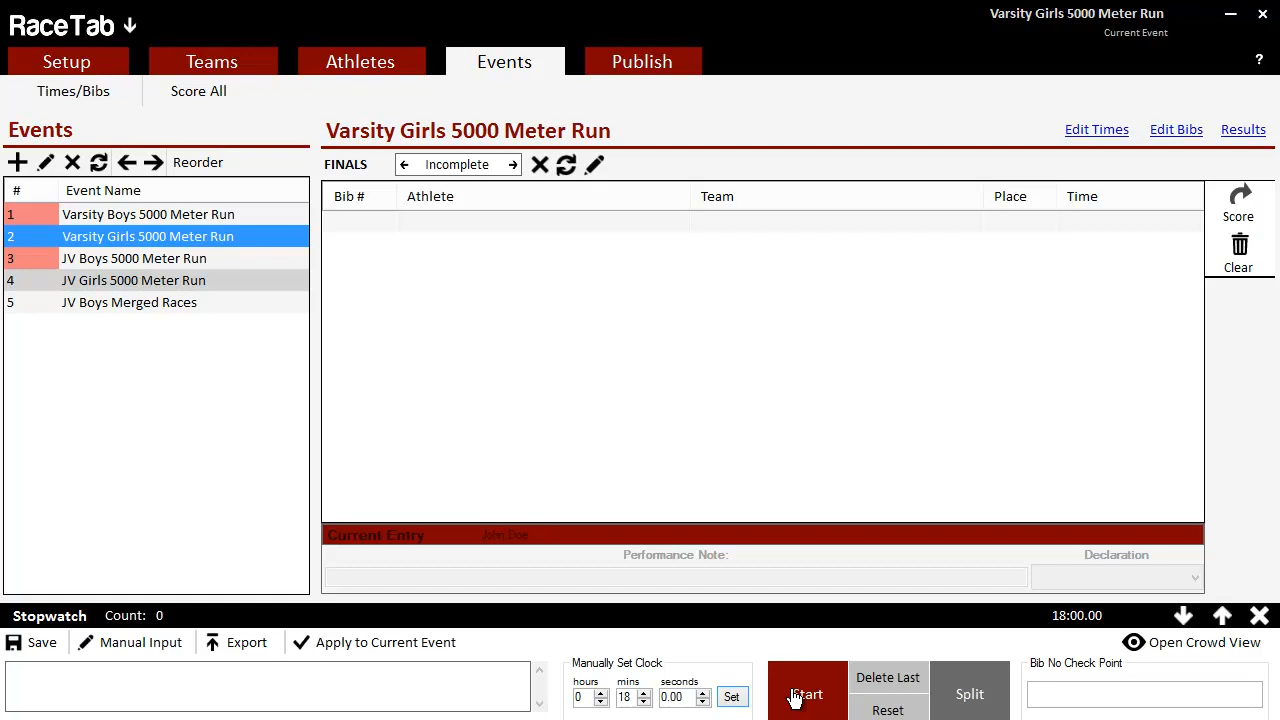 RaceTab
Varsity Girls 5000 Meter Run
Current Event
Setup
Teams
Athletes
Events
Publish
?
Times/Bibs
Score All
Events
Reorder
# Event Name
1 Varsity Boys 5000 Meter Run
2 Varsity Girls 5000 Meter Run
3 JV Boys 5000 Meter Run
4 JV Girls 5000 Meter Run
5 JV Boys Merged Races
Varsity Girls 5000 Meter Run
Edit Times Edit Bibs Results
FINALS Incomplete
Bib # Athlete Team Place Time
Score
Clear
Current Entry John Doe
Performance Note: Declaration
Stopwatch Count: 0 18:00.00
Save Manual Input Export Apply to Current Event Open Crowd View
Manually Set Clock
hours mins seconds
0 18 0.00 Set
Start
Delete Last
Reset
Split
Bib No Check Point